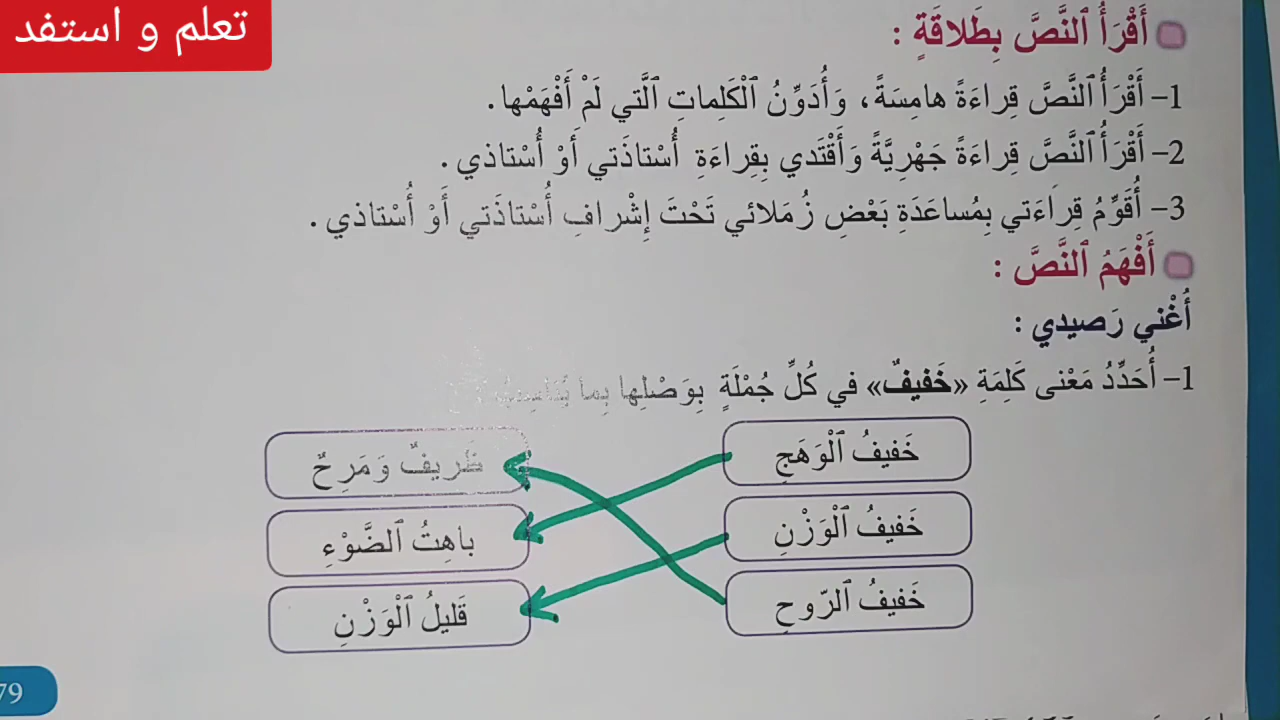 تعلم و استفد
أَقْرَأُ ٱلنَّصَّ بِطَلاقَةٍ :
1- أَقْرَأُ ٱلنَّصَّ قِراءَةً هامِسَةً، وَأُدَوِّنُ ٱلْكَلِماتِ ٱلَّتي لَمْ أَفْهَمْها.
2- أَقْرَأُ ٱلنَّصَّ قِراءَةً جَهْرِيَّةً وَأَقْتَدي بِقِراءَةِ أُسْتاذَتي أَوْ أُسْتاذي.
3- أُقَوِّمُ قِراءَتي بِمُساعَدَةِ بَعْضِ زُمَلائي تَحْتَ إِشْرافِ أُسْتاذَتي أَوْ أُسْتاذي.
أَفْهَمُ ٱلنَّصَّ :
أُغْني رَصيدي :
1- أُحَدِّدُ مَعْنى كَلِمَةِ «خَفيفٌ» في كُلِّ جُمْلَةٍ بِوَصْلِها بِما يُناسِبُ
خَفيفُ ٱلْوَهَجِ
ظَريفٌ وَمَرِحٌ
خَفيفُ ٱلْوَزْنِ
باهِتُ ٱلضَّوْءِ
خَفيفُ ٱلرّوحِ
قَليلُ ٱلْوَزْنِ
79